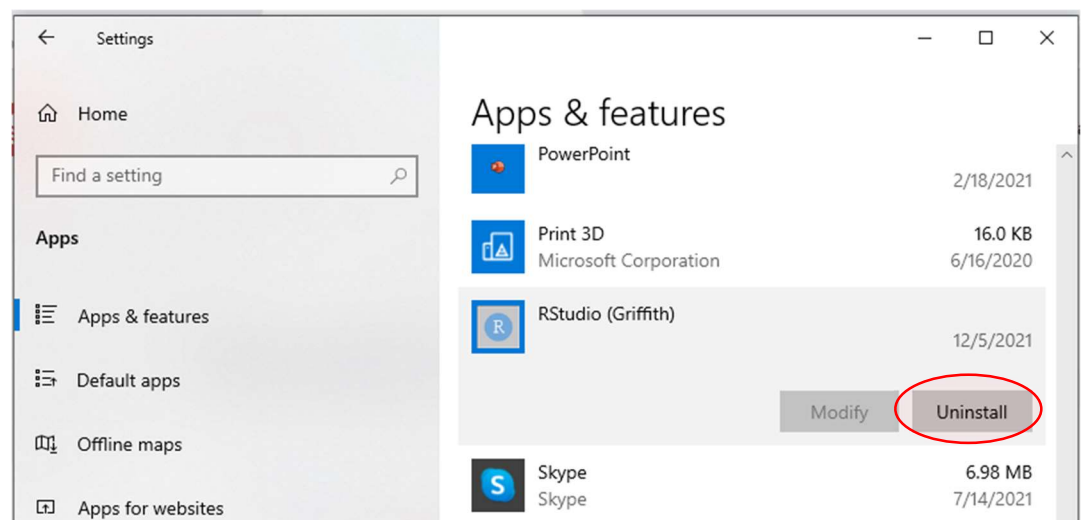 Settings
Home
Find a setting
Apps
Apps & features
Default apps
Offline maps
Apps for websites
Apps & features
PowerPoint
2/18/2021
Print 3D
16.0 KB
Microsoft Corporation
6/16/2020
R
RStudio (Griffith)
12/5/2021
Modify
Uninstall
S
Skype
6.98 MB
Skype
7/14/2021